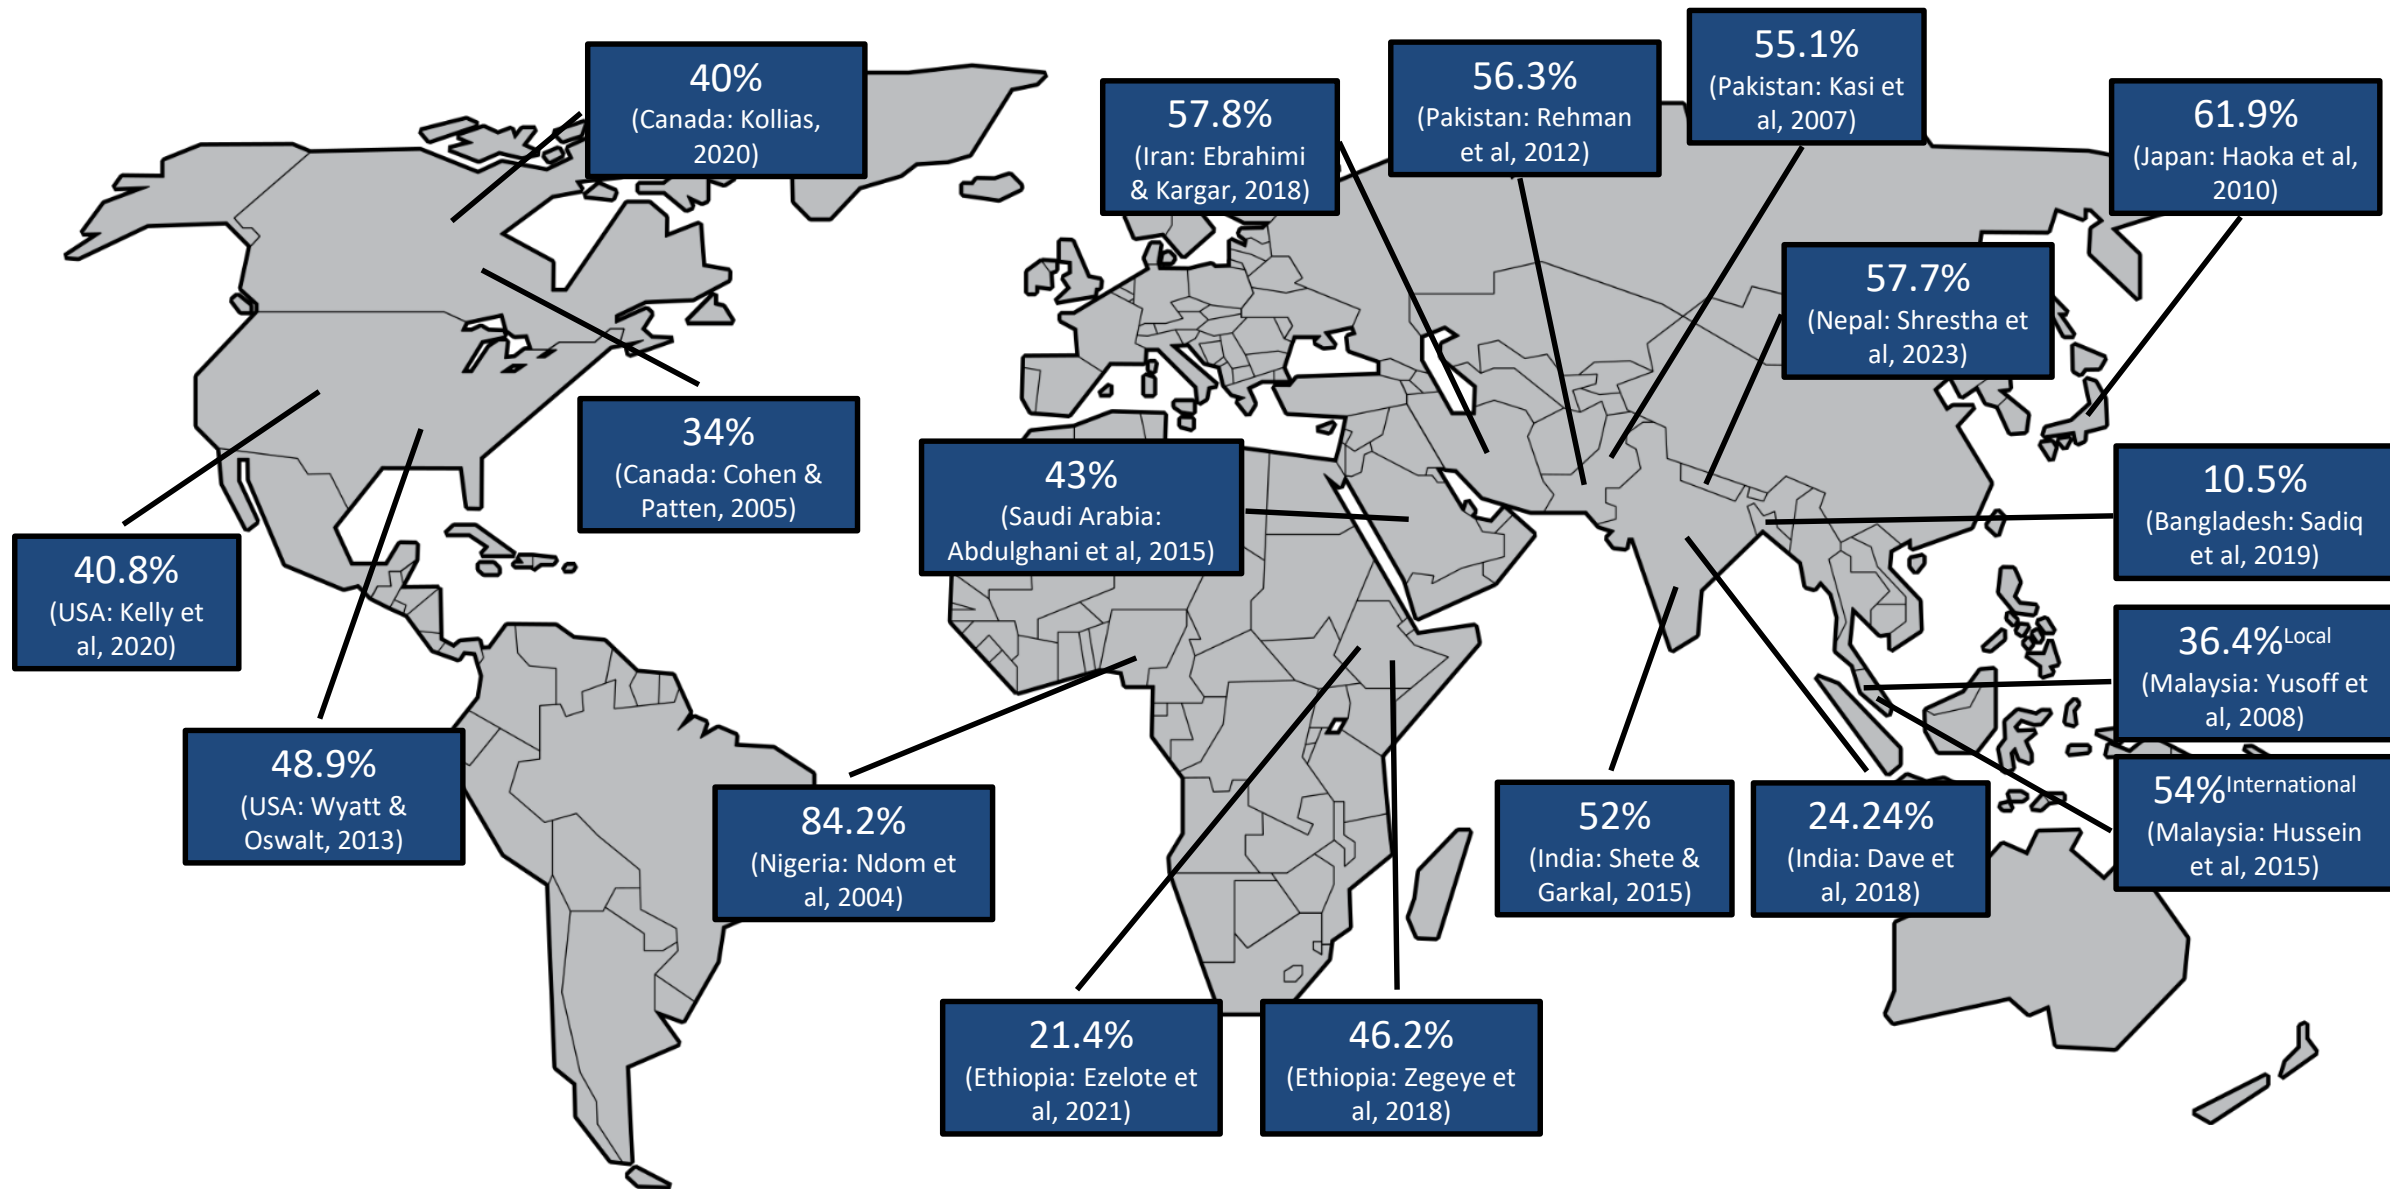 40%
(Canada: Kollias,
2020)
57.8%
(Iran: Ebrahimi
& Kargar, 2018)
56.3%
(Pakistan: Rehman
et al, 2012)
55.1%
(Pakistan: Kasi et
al, 2007)
61.9%
(Japan: Haoka et al,
2010)
57.7%
(Nepal: Shrestha et
al, 2023)
34%
(Canada: Cohen &
Patten, 2005)
43%
(Saudi Arabia:
Abdulghani et al, 2015)
10.5%
(Bangladesh: Sadiq
et al, 2019)
40.8%
(USA: Kelly et
al, 2020)
36.4%Local
(Malaysia: Yusoff et
al, 2008)
48.9%
(USA: Wyatt &
Oswalt, 2013)
84.2%
(Nigeria: Ndom et
al, 2004)
52%
(India: Shete &
Garkal, 2015)
24.24%
(India: Dave et
al, 2018)
54%International
(Malaysia: Hussein
et al, 2015)
21.4%
(Ethiopia: Ezelote et
al, 2021)
46.2%
(Ethiopia: Zegeye et
al, 2018)